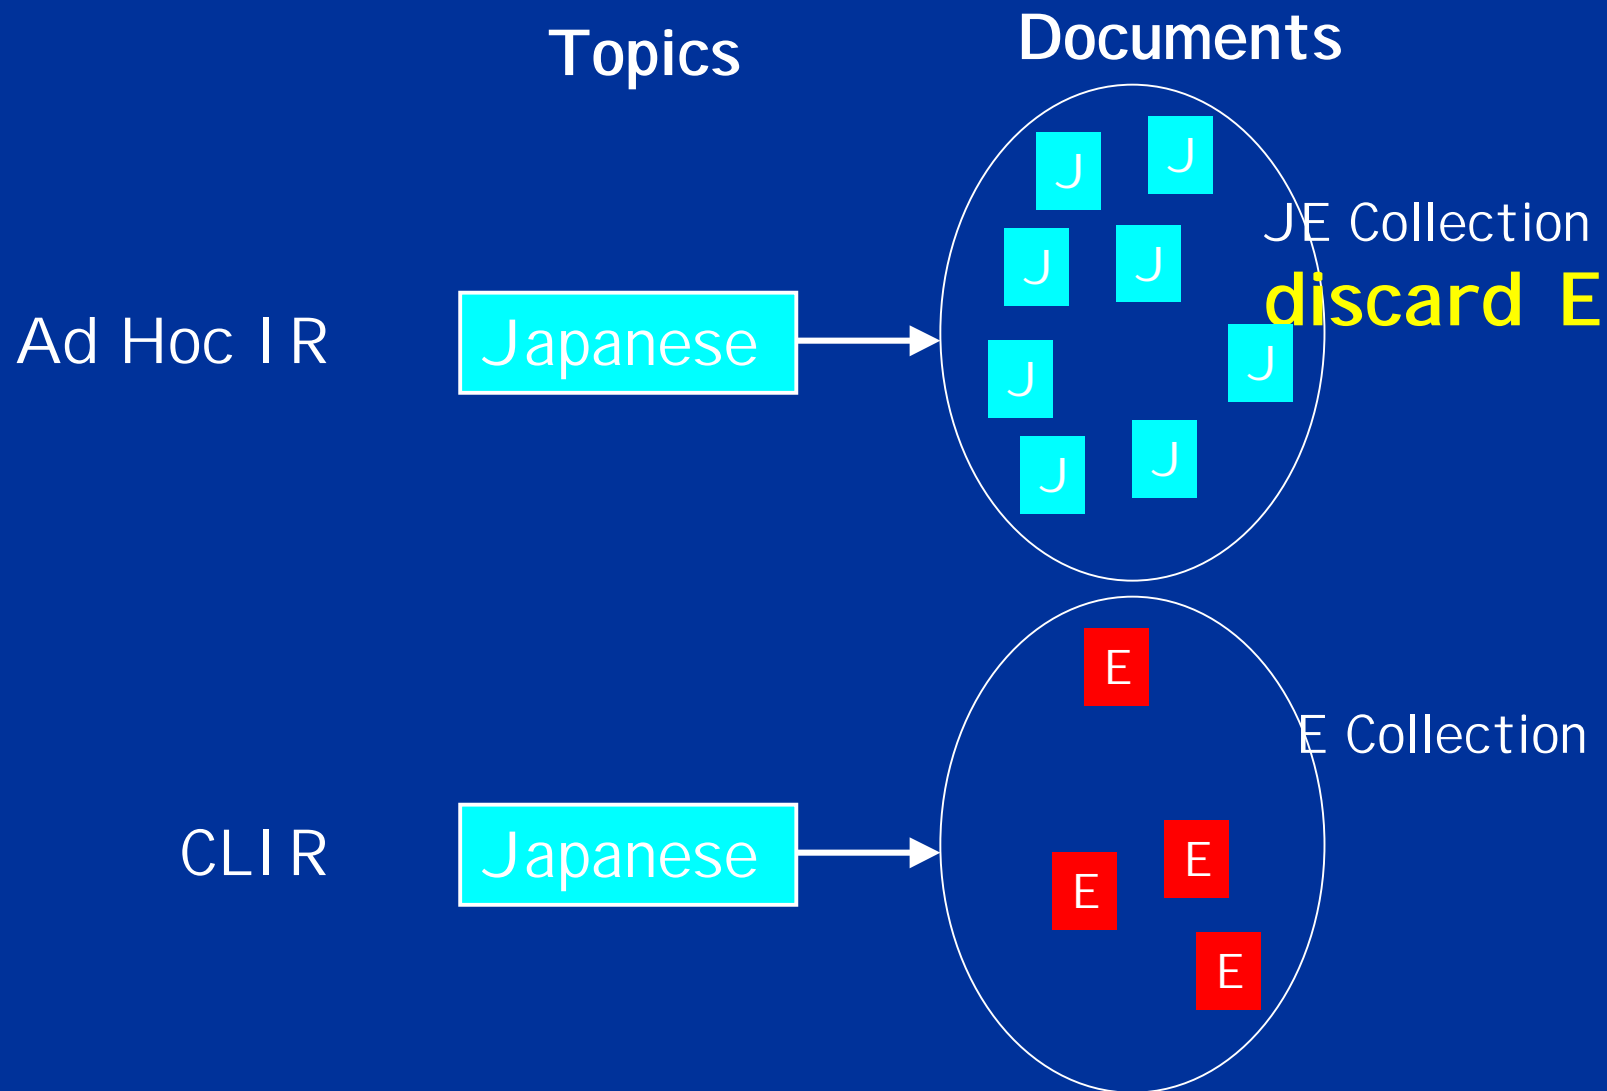 Topics
Documents
J
J
J
J
JE Collection
discard E
Ad Hoc IR
Japanese
J
J
J
J
E
E Collection
CLIR
Japanese
E
E
E